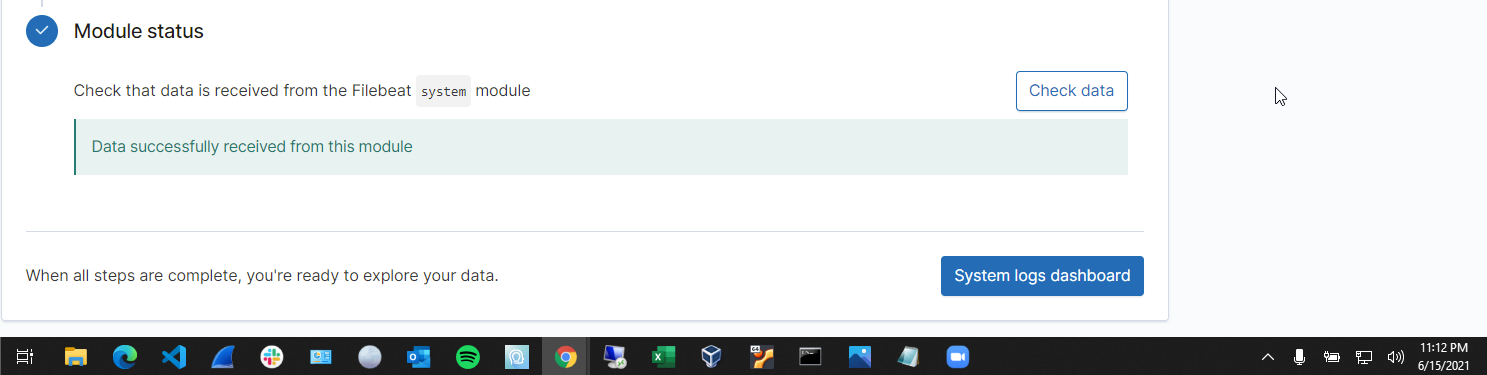 Module status
Check that data is received from the Filebeat system module
Check data
Data successfully received from this module
When all steps are complete, you're ready to explore your data.
System logs dashboard
11:12 PM
6/15/2021